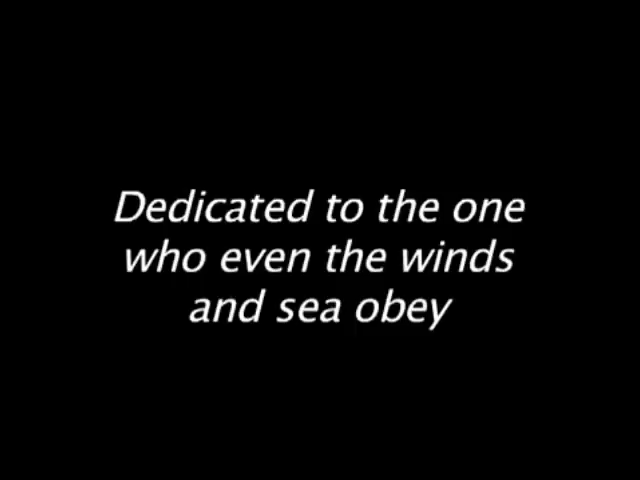 Dedicated to the one
who even the winds
and sea obey